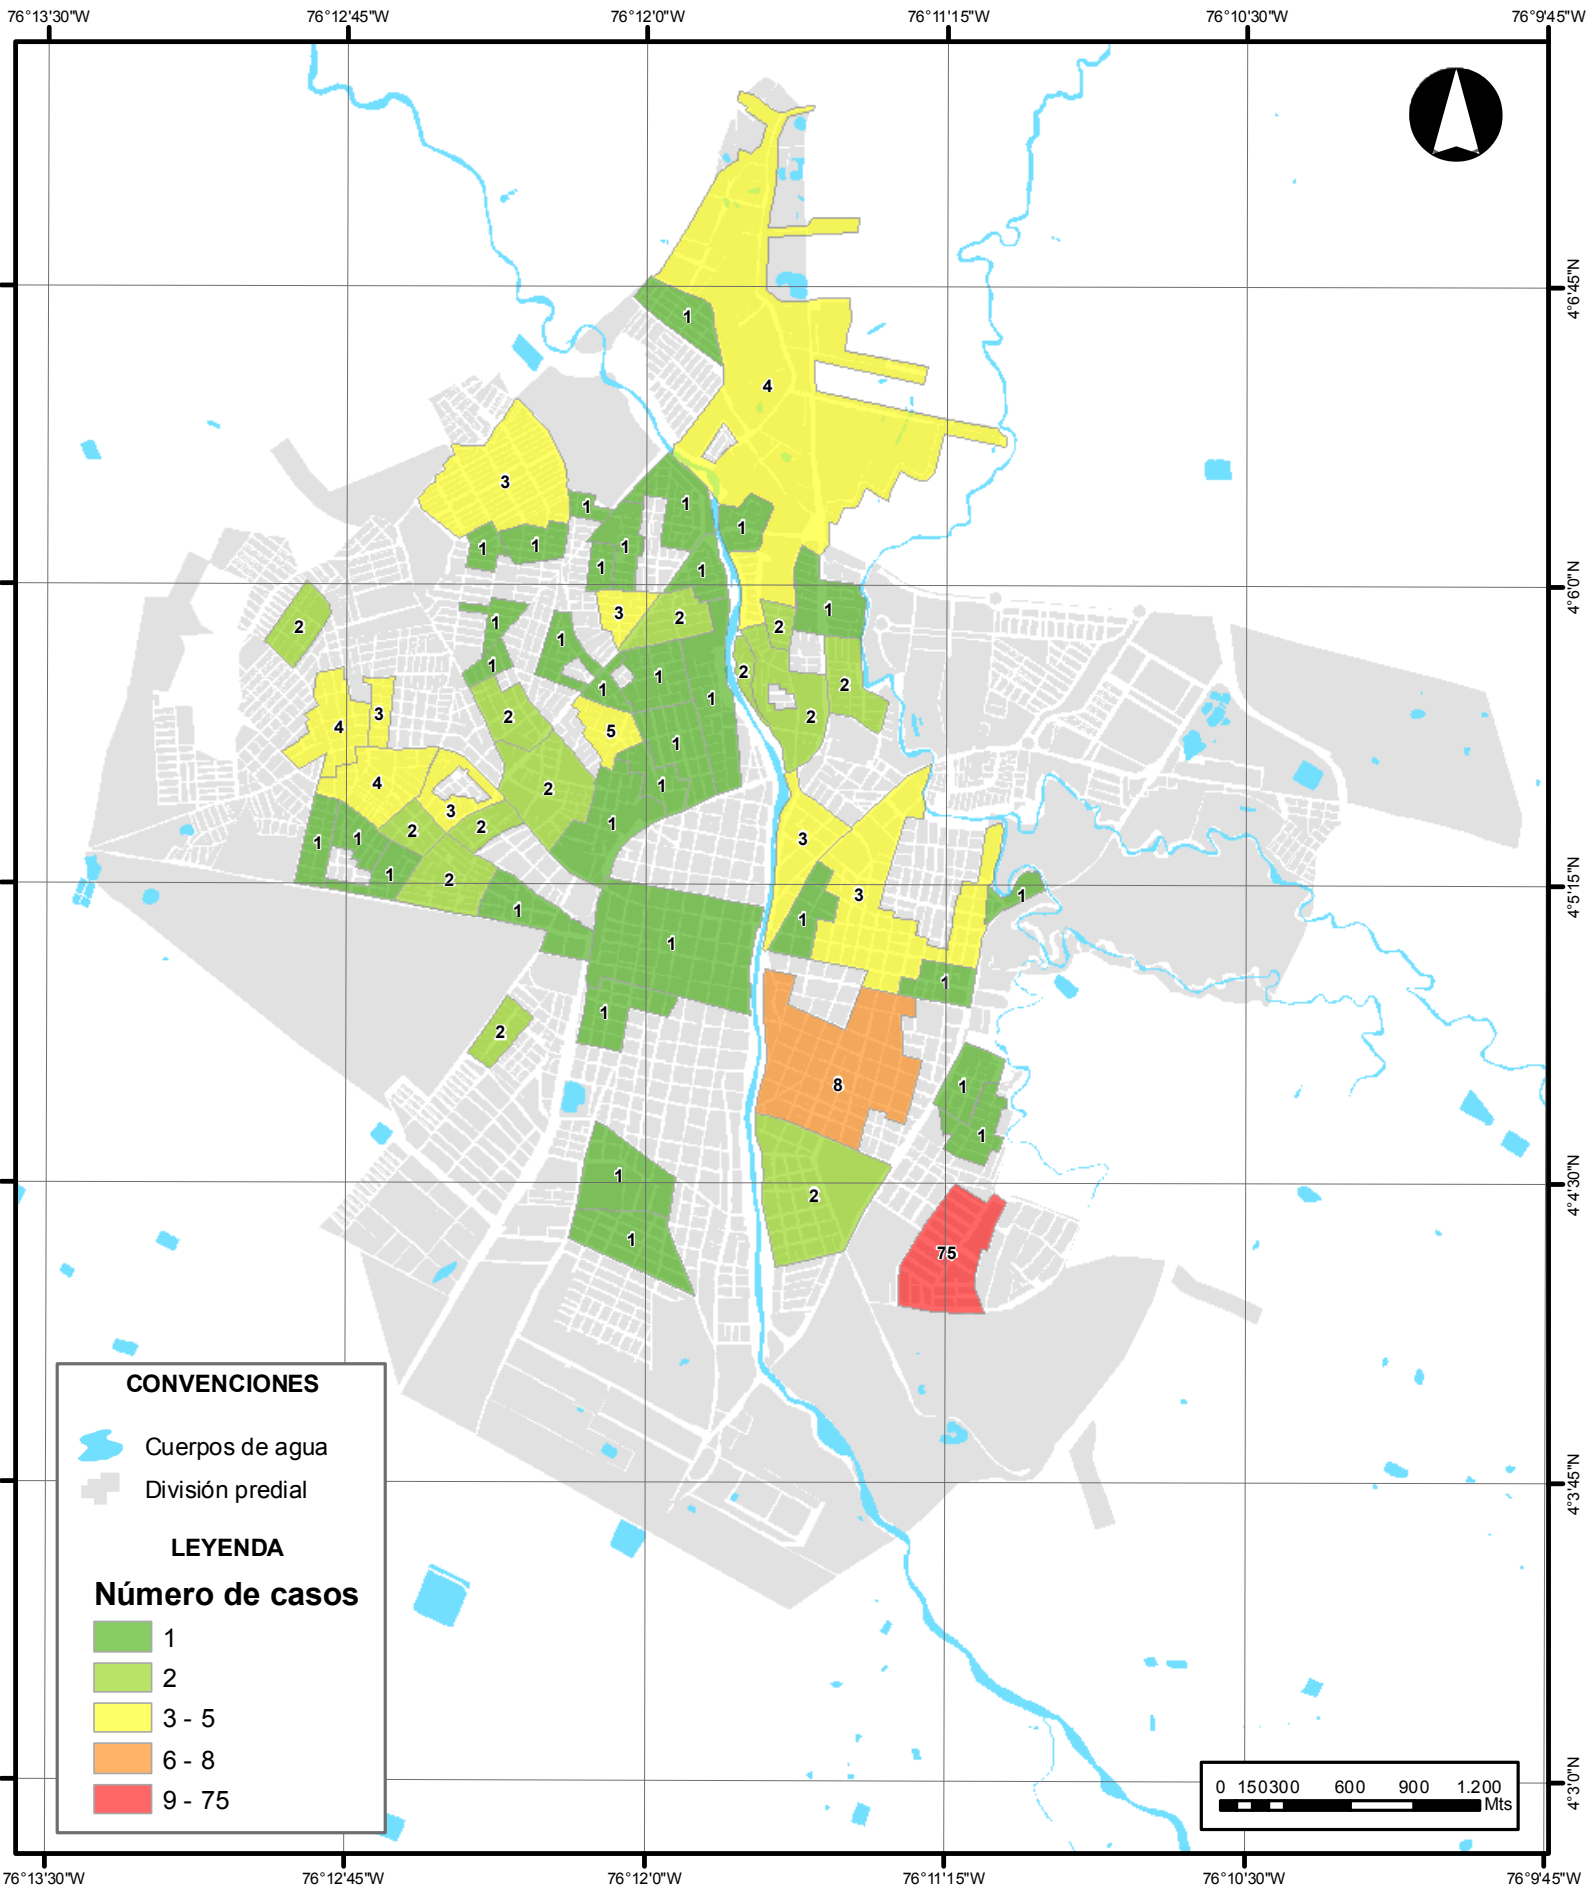 76°13'30"W 76°12'45"W 76°12'0"W 76°11'15"W 76°10'30"W 76°9'45"W
4°6'45"N
1
4
3
1
1
1
1 1 1
1 1
4°6'0"N
3 2 1
2 1 1 2
1 1 2 2
1 1
3 2 2
4 5
1
4 2 1
3 2 2 1 3
1 1
1 2 3 1
4°5'15"N
1 1 1
1
1
2
8 1
1
1 2
4°4'30"N
1 75
CONVENCIONES
Cuerpos de agua
División predial
4°3'45"N
LEYENDA
Número de casos
1
2
3 - 5
6 - 8
9 - 75
0 150 300 600 900 1.200
Mts
4°3'0"N
76°13'30"W 76°12'45"W 76°12'0"W 76°11'15"W 76°10'30"W 76°9'45"W